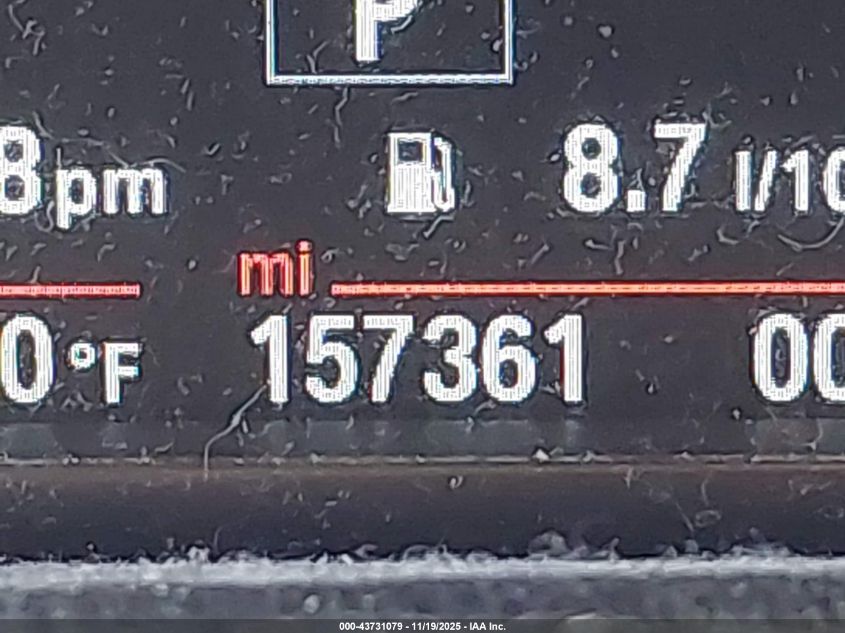 P
8pm 8.7 l/10
mi
0°F 157361 00
000-43731079 - 11/19/2025 - IAA Inc.